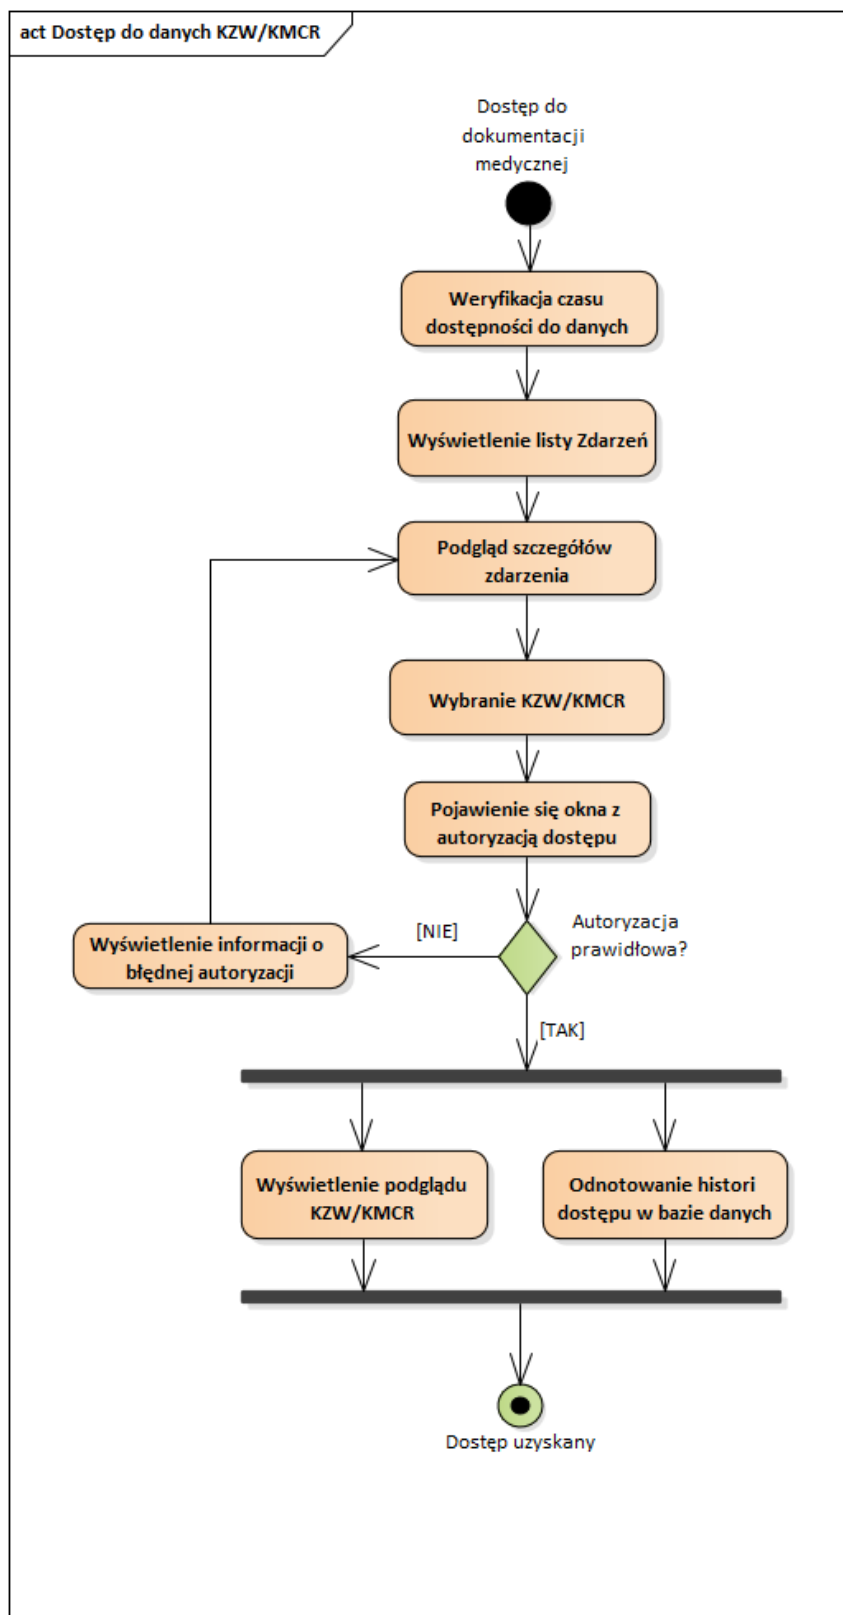 act Dostęp do danych KZW/KMCR
Dostęp do
dokumentacji
medycznej
Weryfikacja czasu
dostępności do danych
Wyświetlenie listy Zdarzeń
Podgląd szczegółów
zdarzenia
Wybranie KZW/KMCR
Pojawienie się okna z
autoryzacją dostępu
Autoryzacja
prawidłowa?
[NIE]
Wyświetlenie informacji o
błędnej autoryzacji
[TAK]
Wyświetlenie podglądu
KZW/KMCR
Odnotowanie histori
dostępu w bazie danych
Dostęp uzyskany